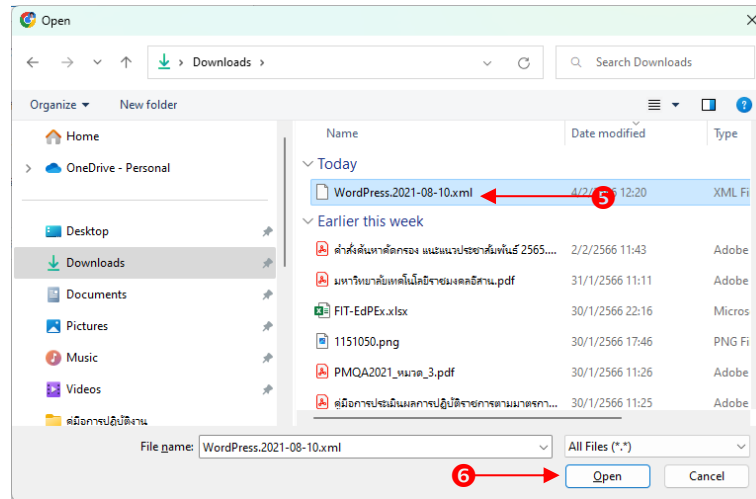 Open
Downloads
Search Downloads
Organize
New folder
Name
Date modified
Type
Home
OneDrive - Personal
Desktop
Downloads
Documents
Pictures
Music
Videos
คู่มือการปฏิบัติงาน
Today
WordPress.2021-08-10.xml 4/2/2566 12:20 XML Fi
5
Earlier this week
คำสั่งค้นหาคัดกรอง แนะแนวประชาสัมพันธ์ 2565.... 2/2/2566 11:43 Adobe
มหาวิทยาลัยเทคโนโลยีราชมงคลอีสาน.pdf 31/1/2566 11:11 Adobe
FIT-EdPEx.xlsx 30/1/2566 22:16 Micros
1151050.png 30/1/2566 17:46 PNG Fi
PMQA2021_หมวด_3.pdf 30/1/2566 11:26 Adobe
คู่มือการประเมินผลการปฏิบัติราชการตามมาตรกา... 30/1/2566 11:25 Adobe
File name: WordPress.2021-08-10.xml All Files (*.*)
6 Open Cancel